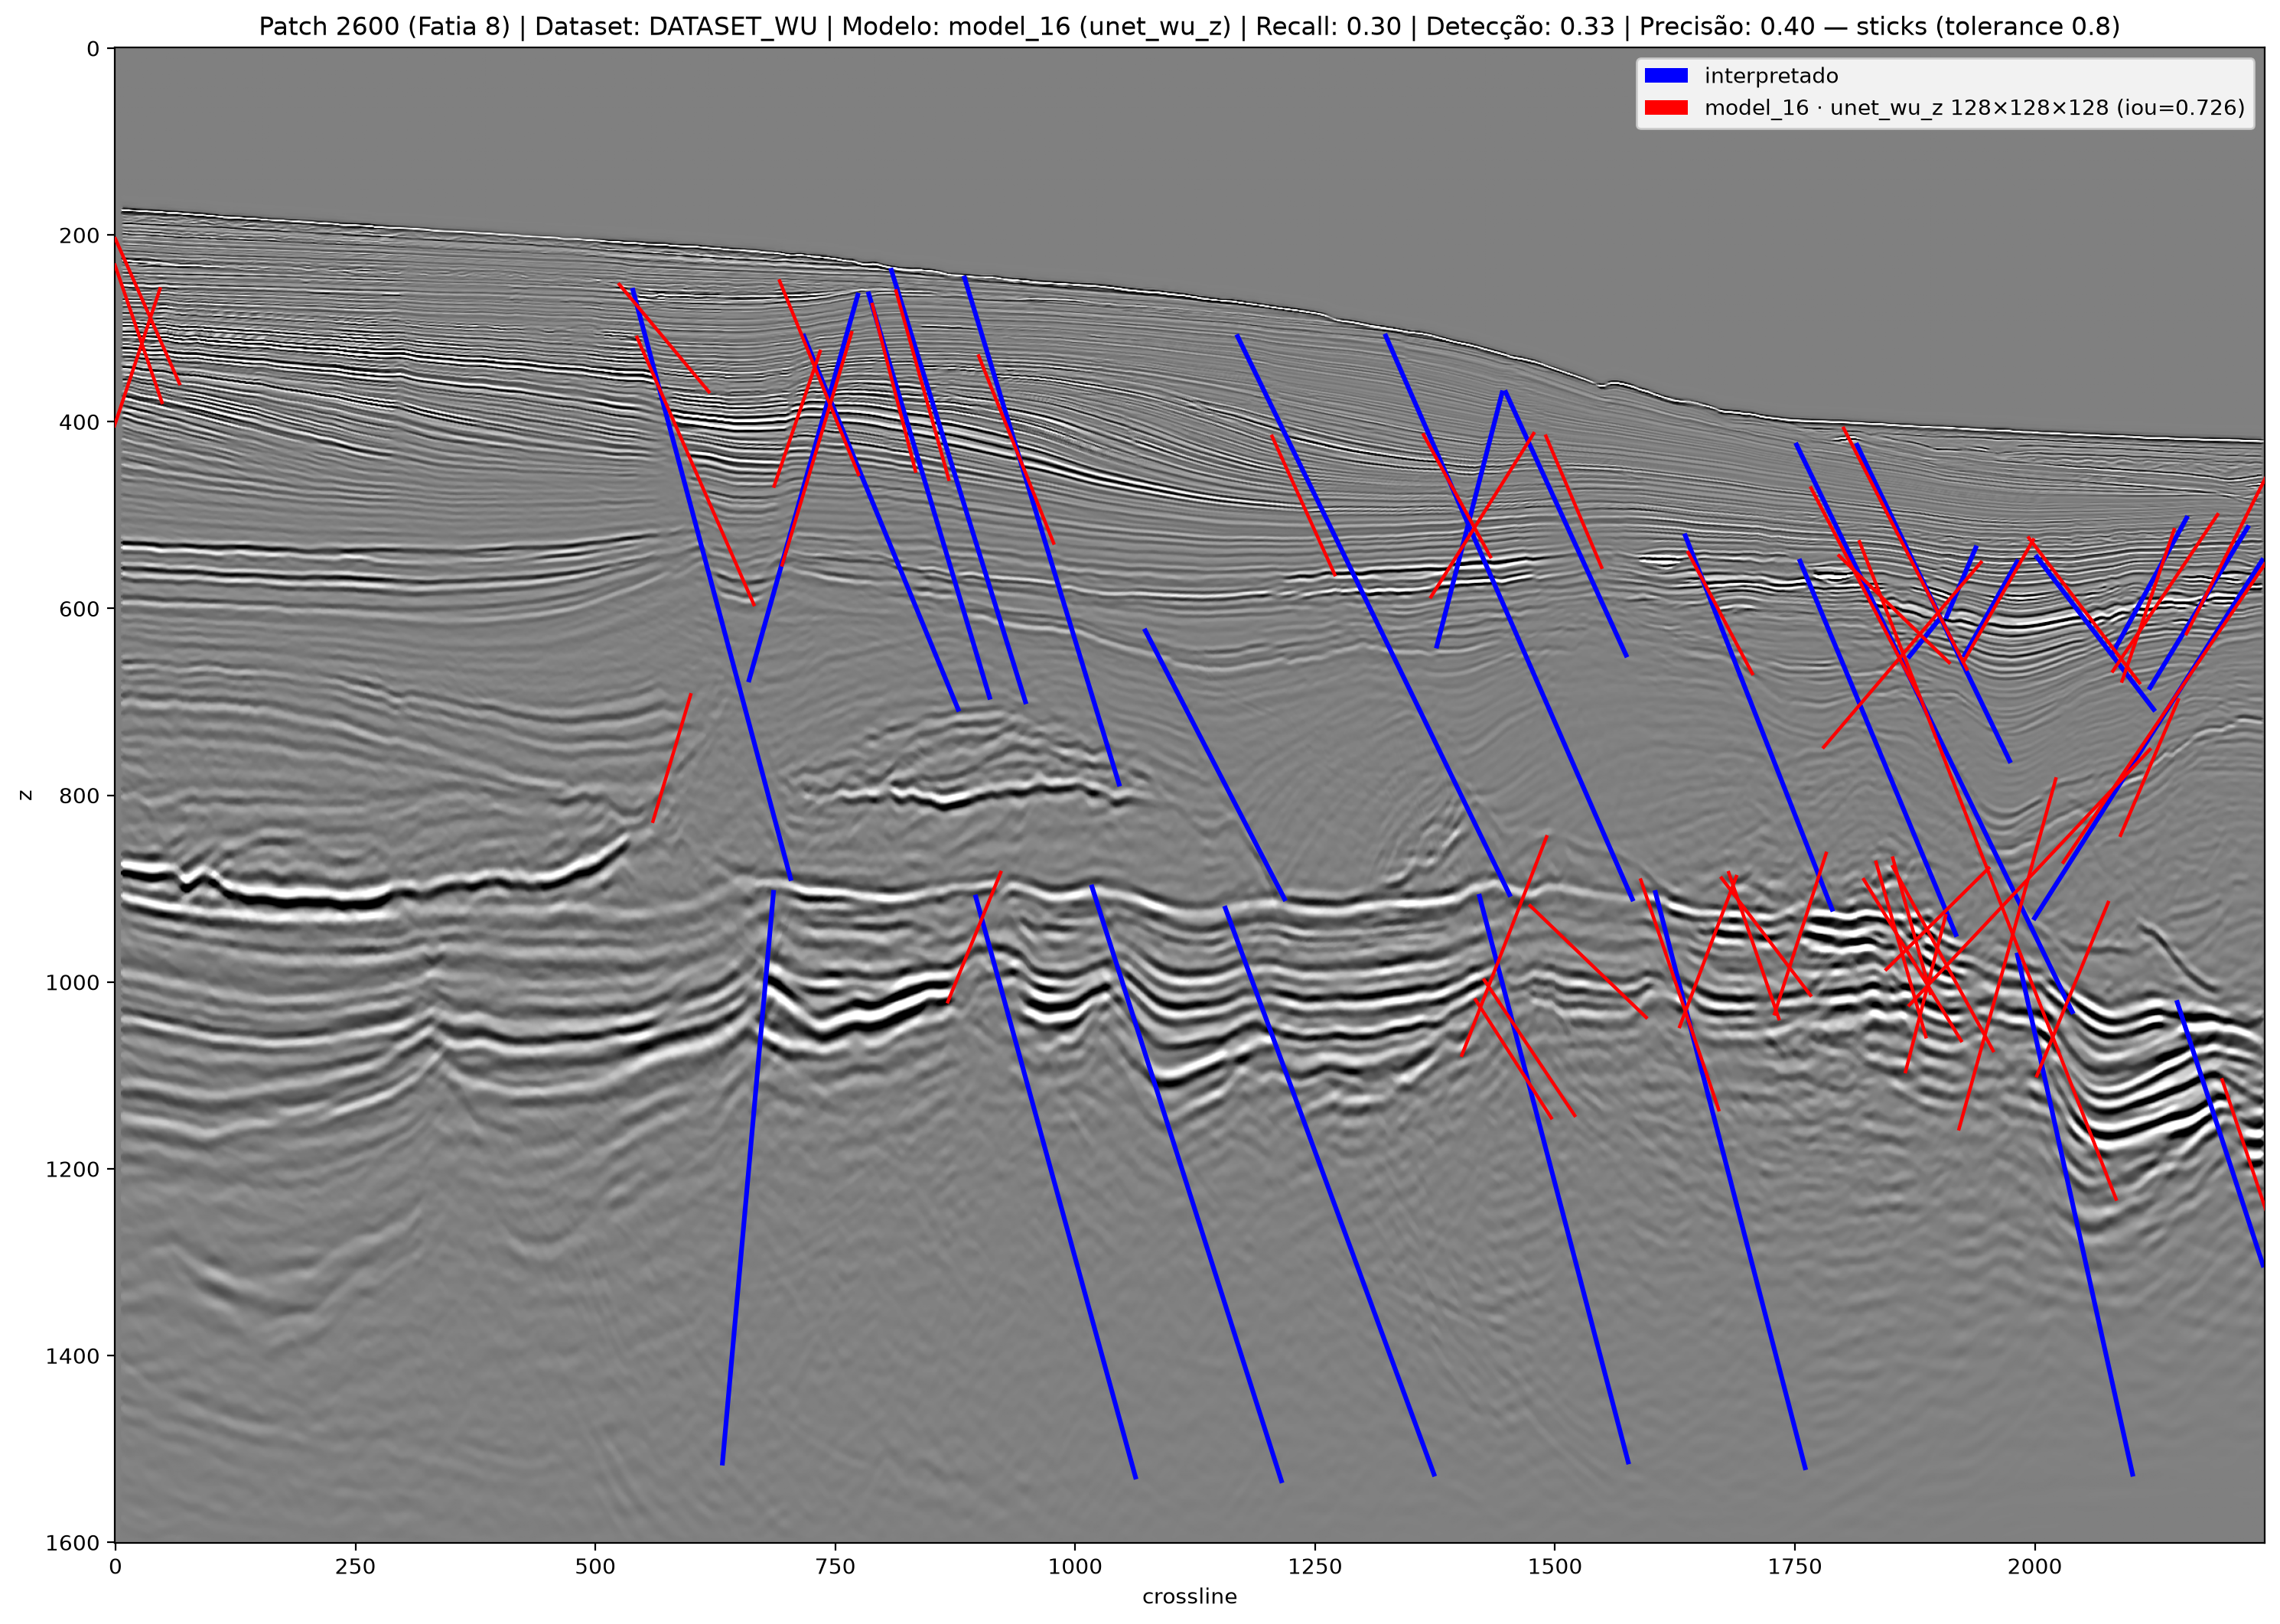 Patch 2600 (Fatia 8) | Dataset: DATASET_WU | Modelo: model_16 (unet_wu_z) | Recall: 0.30 | Detecção: 0.33 | Precisão: 0.40 — sticks (tolerance 0.8)
interpretado
model_16 · unet_wu_z 128×128×128 (iou=0.726)
0
200
400
600
800
1000
1200
1400
1600
z
0 250 500 750 1000 1250 1500 1750 2000
crossline